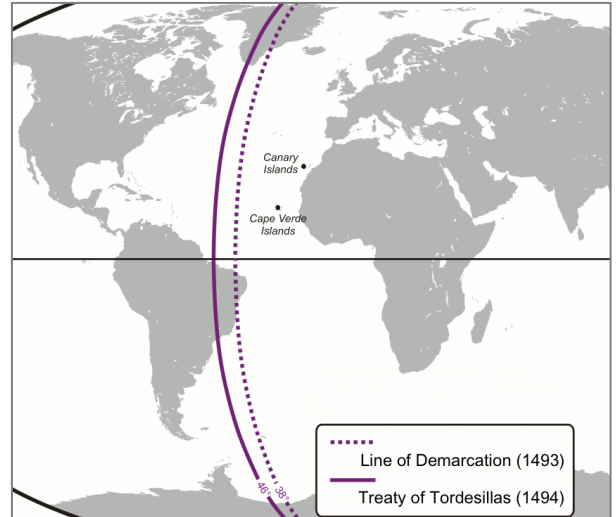 Canary
Islands
Cape Verde
Islands
46°
38°
Line of Demarcation (1493)
Treaty of Tordesillas (1494)